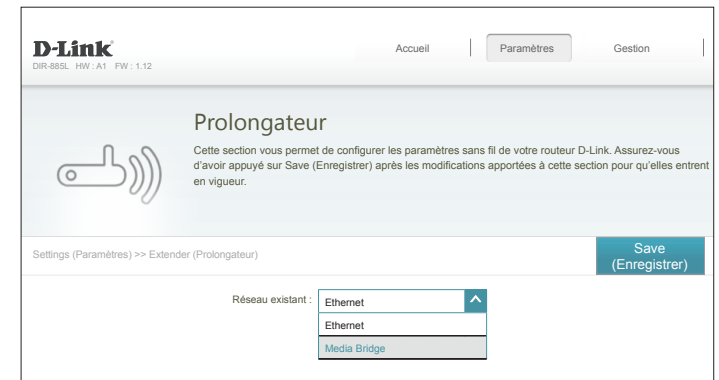 D-Link
Accueil
Paramètres
Gestion
DIR-885L HW : A1 FW : 1.12
Prolongateur
Cette section vous permet de configurer les paramètres sans fil de votre routeur D-Link. Assurez-vous
d'avoir appuyé sur Save (Enregistrer) après les modifications apportées à cette section pour qu'elles entrent
en vigueur.
Settings (Paramètres) >> Extender (Prolongateur)
Save
(Enregistrer)
Réseau existant :
Ethernet
Ethernet
Media Bridge